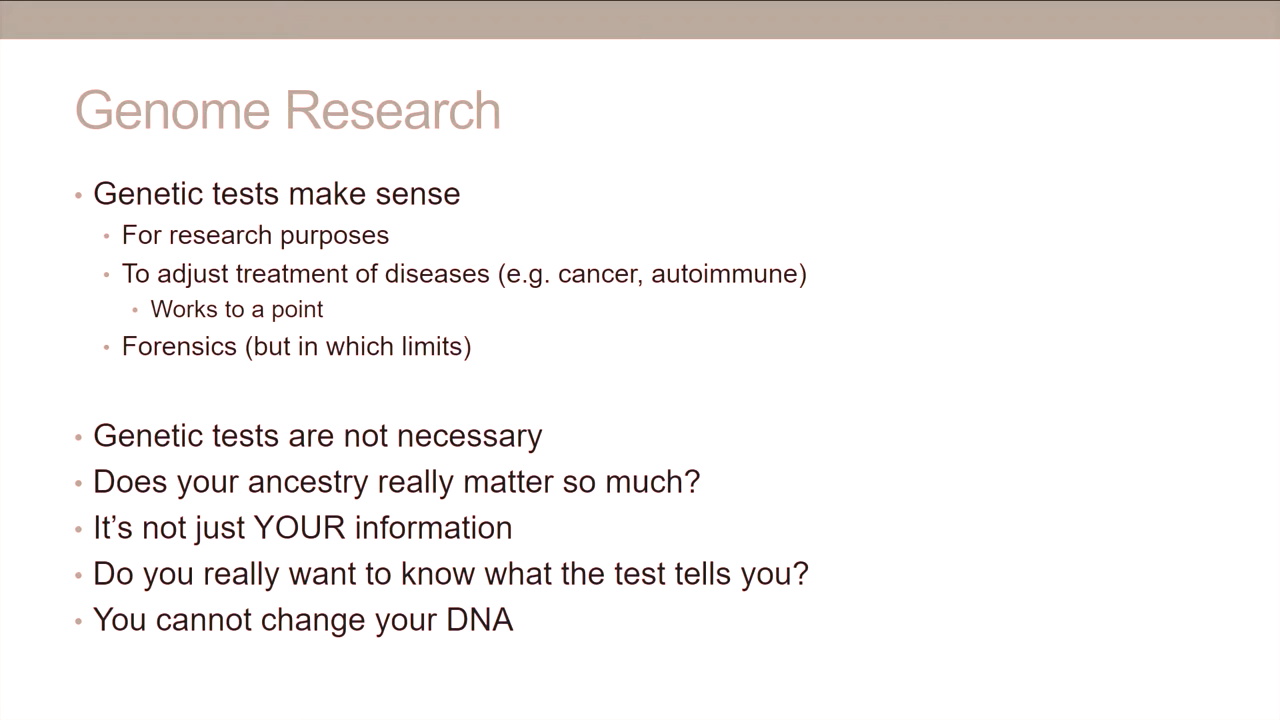 Genome Research
• Genetic tests make sense
• For research purposes
• To adjust treatment of diseases (e.g. cancer, autoimmune)
• Works to a point
• Forensics (but in which limits)
• Genetic tests are not necessary
• Does your ancestry really matter so much?
• It’s not just YOUR information
• Do you really want to know what the test tells you?
• You cannot change your DNA